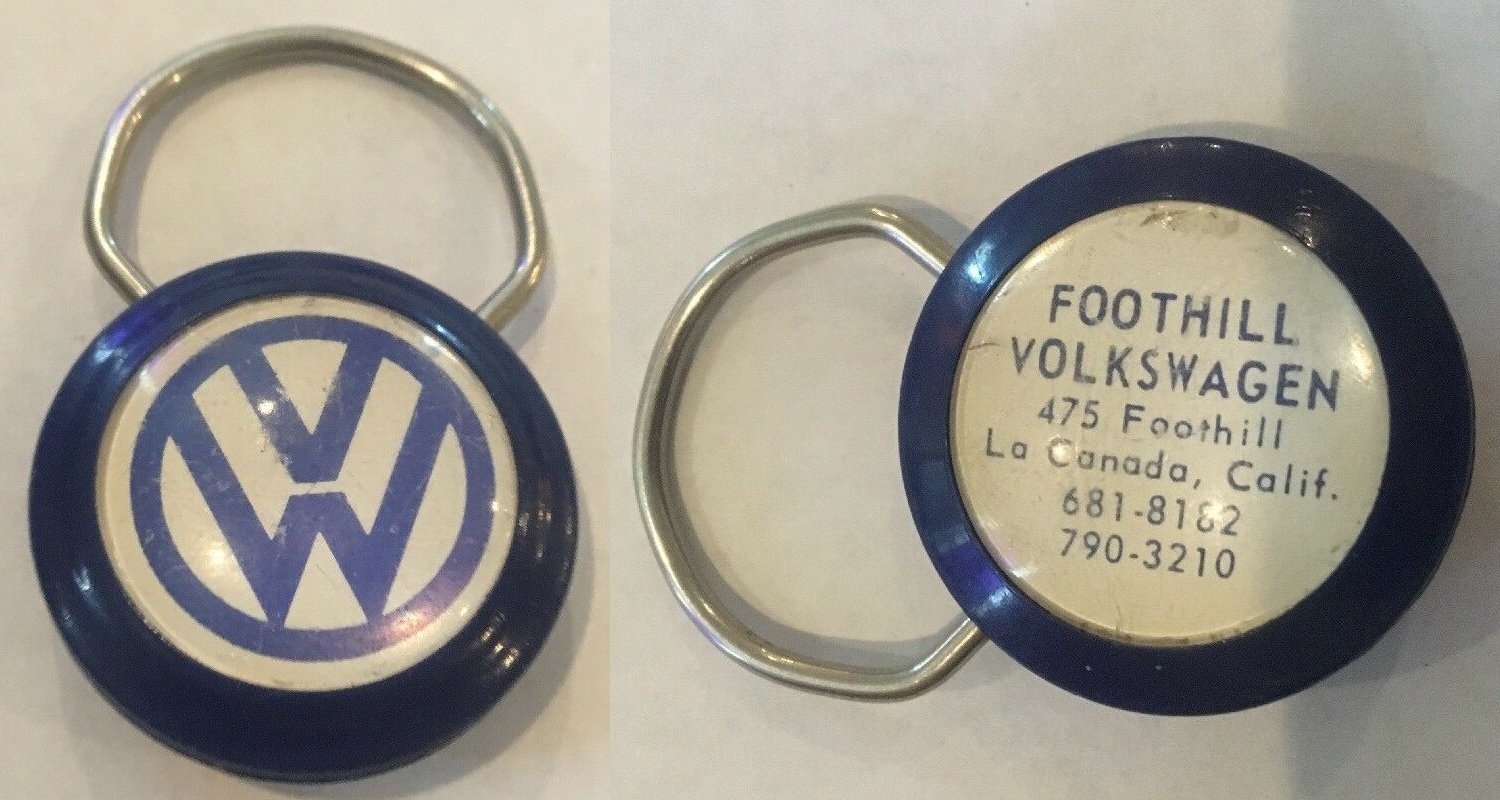 VW
FOOTHILL
VOLKSWAGEN
475 Foothill
La Canada, Calif.
681-8182
790-3210